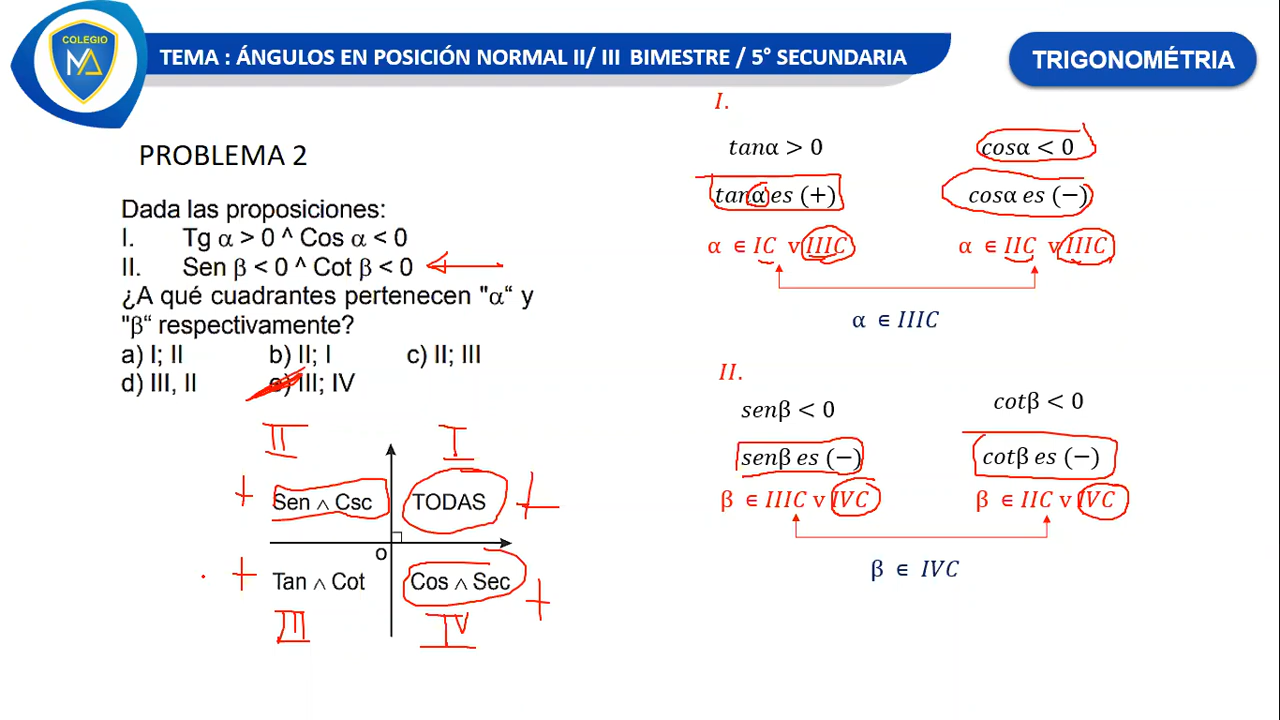 COLEGIO
MA
TEMA : ÁNGULOS EN POSICIÓN NORMAL II/ III BIMESTRE / 5° SECUNDARIA
TRIGONOMÉTRIA
PROBLEMA 2
Dada las proposiciones:
I. Tg α > 0 ^ Cos α < 0
II. Sen β < 0 ^ Cot β < 0
¿A qué cuadrantes pertenecen "α“ y
"β“ respectivamente?
a) I; II b) II; I c) II; III
d) III, II e) III; IV
II I
+ Sen ∧ Csc TODAS +
O
+ Tan ∧ Cot Cos ∧ Sec +
III IV
I.
tanα > 0 cosα < 0
tanα es (+) cosα es (−)
α ∈ IC v IIIC α ∈ IIC v IIIC
α ∈ IIIC
II.
senβ < 0 cotβ < 0
senβ es (−) cotβ es (−)
β ∈ IIIC v IVC β ∈ IIC v IVC
β ∈ IVC